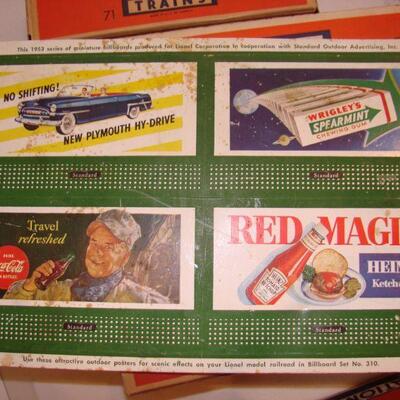 TRAINS
71
This 1953 series of miniature billboards produced for Lionel Corporation in cooperation with Standard Outdoor Advertising, Inc.
NO SHIFTING!
NEW PLYMOUTH HY-DRIVE
WRIGLEY'S
SPEARMINT
CHEWING GUM
Standard
Standard
Travel
refreshed
DRINK
Coca-Cola
IN BOTTLES
RED MAGI
HEIN
Ketch
Standard
Standard
Use these attractive outdoor posters for scenic effects on your Lionel model railroad in Billboard Set No. 310.